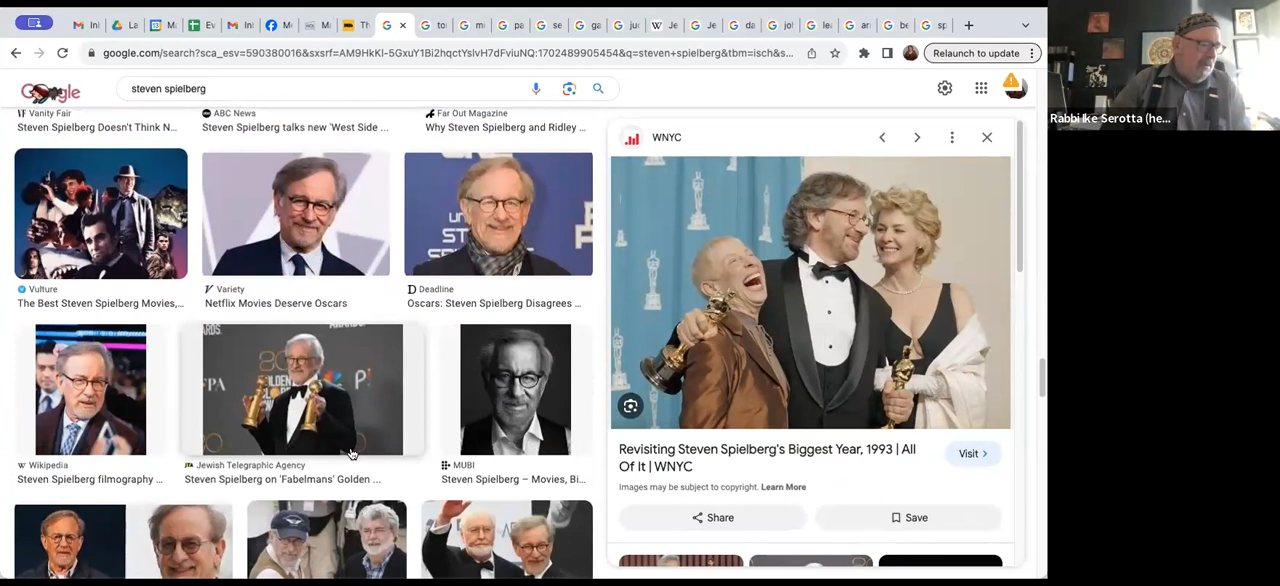 Relaunch to update
google.com/search?sca_esv=590380016&sxsrf=AM9HkKl-5GxuY1Bi2hqctYslvH7dFviuNQ:1702489905454&q=steven+spielberg&tbm=isch&s...
Google
steven spielberg
Rabbi Ike Serotta (he...
Vanity Fair
Steven Spielberg Doesn't Think N...
ABC News
Steven Spielberg talks new 'West Side ...
Far Out Magazine
Why Steven Spielberg and Ridley ...
WNYC
Vulture
The Best Steven Spielberg Movies,...
Variety
Netflix Movies Deserve Oscars
Deadline
Oscars: Steven Spielberg Disagrees ...
Wikipedia
Steven Spielberg filmography ...
Jewish Telegraphic Agency
Steven Spielberg on 'Fabelmans' Golden ...
MUBI
Steven Spielberg – Movies, Bi...
Revisiting Steven Spielberg's Biggest Year, 1993 | All
Of It | WNYC
Visit
Images may be subject to copyright. Learn More
Share
Save